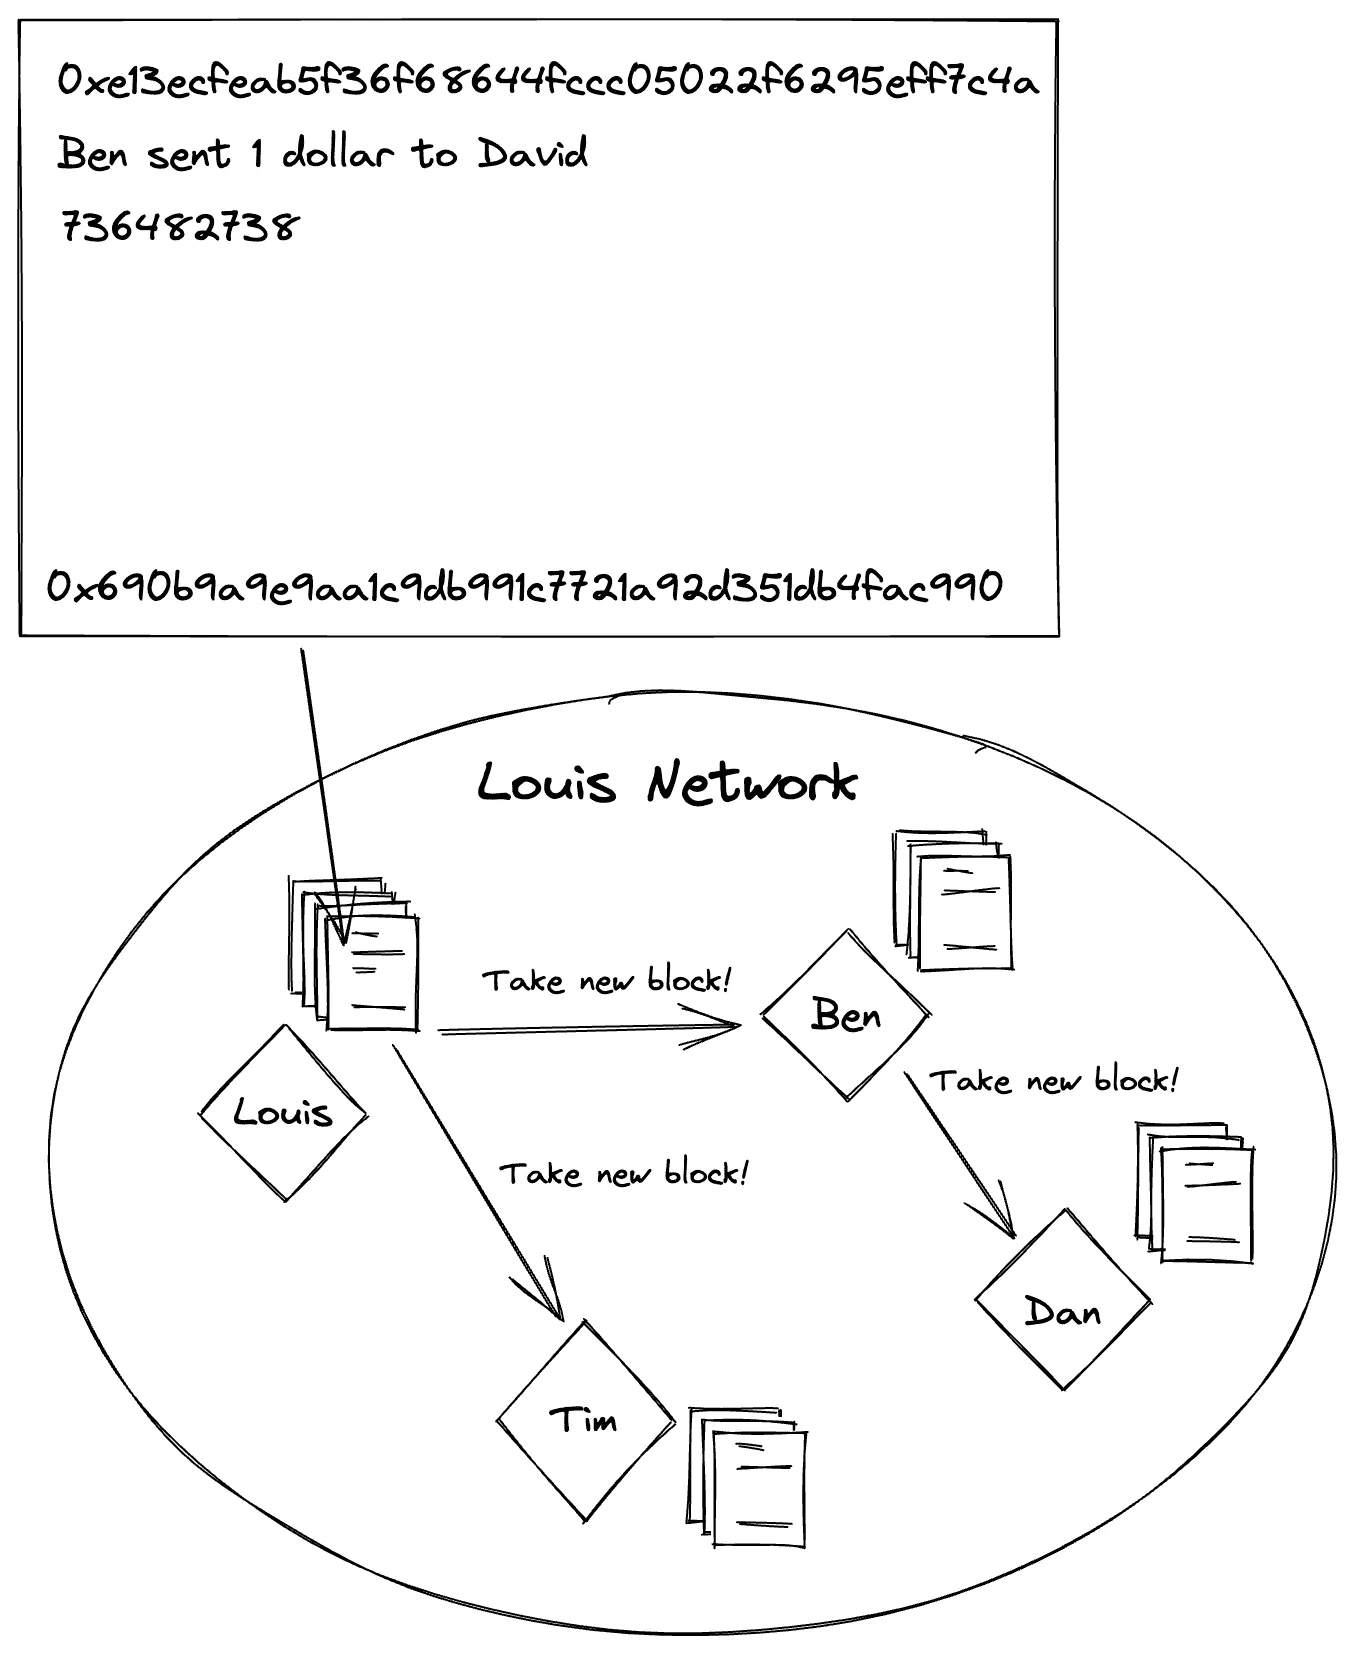 0xe13ecfeab5f36f68644fccc05022f6295eff7c4a
Ben sent 1 dollar to David
736482738
0x690b9a9e9aa1c9db991c7721a92d351db4fac990
Louis Network
Take new block!
Ben
Louis
Take new block!
Take new block!
Dan
Tim